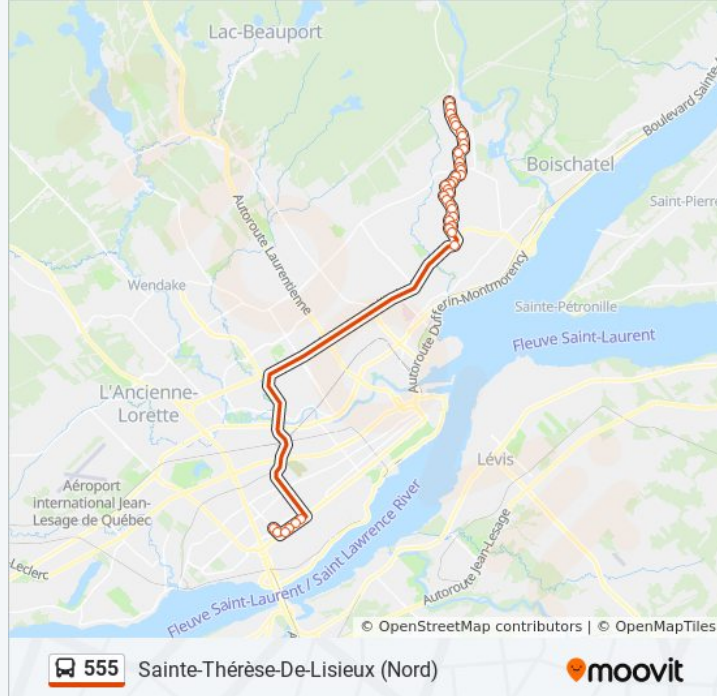 Lac-Beauport
Boulevard Sainte-A
Boischatel
Saint-Pierre
Autoroute Laurentienne
Wendake
Autoroute Dufferin-Montmorency
Sainte-Pétronille
Fleuve Saint-Laurent
L'Ancienne-
Lorette
Lévis
Aéroport
international Jean-
Lesage de Québec
-Leclerc
Fleuve Saint-Laurent / Saint Lawrence River
Autoroute Jean-Lesage
© OpenStreetMap contributors | © OpenMapTiles
555 Sainte-Thérèse-De-Lisieux (Nord)
moovit